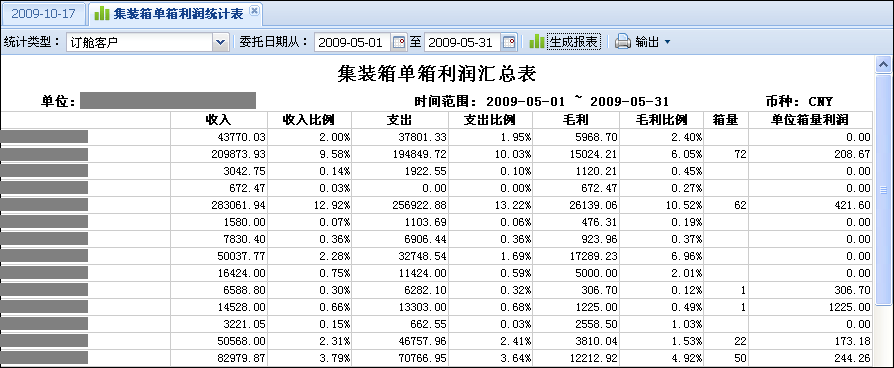 2009-10-17 集装箱单箱利润统计表
统计类型： 订舱客户 委托日期从： 2009-05-01 至 2009-05-31 生成报表 输出
集装箱单箱利润汇总表
单位： 时间范围： 2009-05-01 ~ 2009-05-31 币种： CNY
收入 收入比例 支出 支出比例 毛利 毛利比例 箱量 单位箱量利润
43770.03 2.00% 37801.33 1.95% 5968.70 2.40% 0.00
209873.93 9.58% 194849.72 10.03% 15024.21 6.05% 72 208.67
3042.75 0.14% 1922.55 0.10% 1120.21 0.45% 0.00
672.47 0.03% 0.00 0.00% 672.47 0.27% 0.00
283061.94 12.92% 256922.88 13.22% 26139.06 10.52% 62 421.60
1580.00 0.07% 1103.69 0.06% 476.31 0.19% 0.00
7830.40 0.36% 6906.44 0.36% 923.96 0.37% 0.00
50037.77 2.28% 32748.54 1.69% 17289.23 6.96% 0.00
16424.00 0.75% 11424.00 0.59% 5000.00 2.01% 0.00
6588.80 0.30% 6282.10 0.32% 306.70 0.12% 1 306.70
14528.00 0.66% 13303.00 0.68% 1225.00 0.49% 1 1225.00
3221.05 0.15% 662.55 0.03% 2558.50 1.03% 0.00
50568.00 2.31% 46757.96 2.41% 3810.04 1.53% 22 173.18
82979.87 3.79% 70766.95 3.64% 12212.92 4.92% 50 244.26